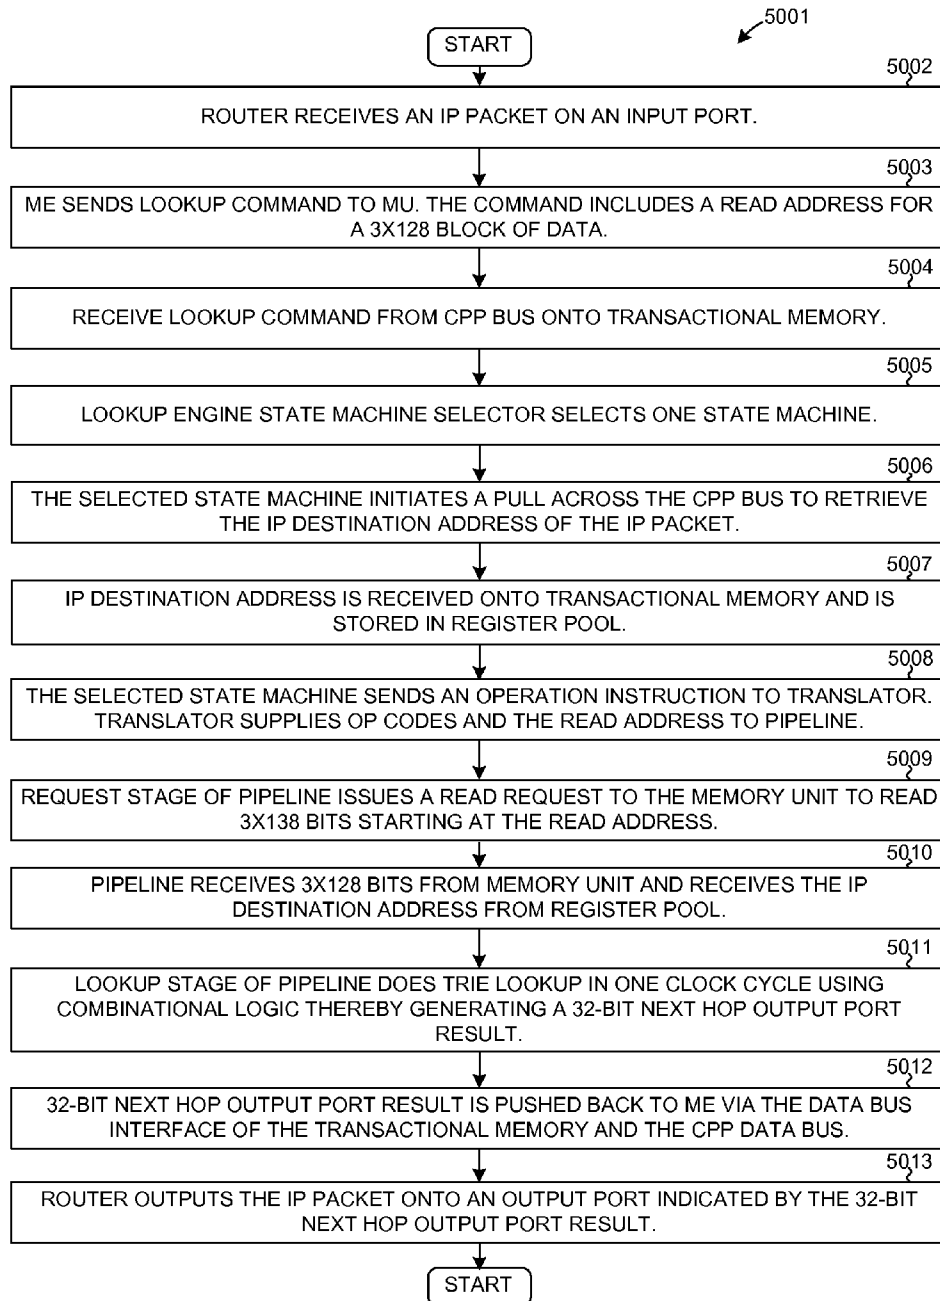 5001
START
5002
ROUTER RECEIVES AN IP PACKET ON AN INPUT PORT.
5003
ME SENDS LOOKUP COMMAND TO MU. THE COMMAND INCLUDES A READ ADDRESS FOR
A 3X128 BLOCK OF DATA.
5004
RECEIVE LOOKUP COMMAND FROM CPP BUS ONTO TRANSACTIONAL MEMORY.
5005
LOOKUP ENGINE STATE MACHINE SELECTOR SELECTS ONE STATE MACHINE.
5006
THE SELECTED STATE MACHINE INITIATES A PULL ACROSS THE CPP BUS TO RETRIEVE
THE IP DESTINATION ADDRESS OF THE IP PACKET.
5007
IP DESTINATION ADDRESS IS RECEIVED ONTO TRANSACTIONAL MEMORY AND IS
STORED IN REGISTER POOL.
5008
THE SELECTED STATE MACHINE SENDS AN OPERATION INSTRUCTION TO TRANSLATOR.
TRANSLATOR SUPPLIES OP CODES AND THE READ ADDRESS TO PIPELINE.
5009
REQUEST STAGE OF PIPELINE ISSUES A READ REQUEST TO THE MEMORY UNIT TO READ
3X138 BITS STARTING AT THE READ ADDRESS.
5010
PIPELINE RECEIVES 3X128 BITS FROM MEMORY UNIT AND RECEIVES THE IP
DESTINATION ADDRESS FROM REGISTER POOL.
5011
LOOKUP STAGE OF PIPELINE DOES TRIE LOOKUP IN ONE CLOCK CYCLE USING
COMBINATIONAL LOGIC THEREBY GENERATING A 32-BIT NEXT HOP OUTPUT PORT
RESULT.
5012
32-BIT NEXT HOP OUTPUT PORT RESULT IS PUSHED BACK TO ME VIA THE DATA BUS
INTERFACE OF THE TRANSACTIONAL MEMORY AND THE CPP DATA BUS.
5013
ROUTER OUTPUTS THE IP PACKET ONTO AN OUTPUT PORT INDICATED BY THE 32-BIT
NEXT HOP OUTPUT PORT RESULT.
START